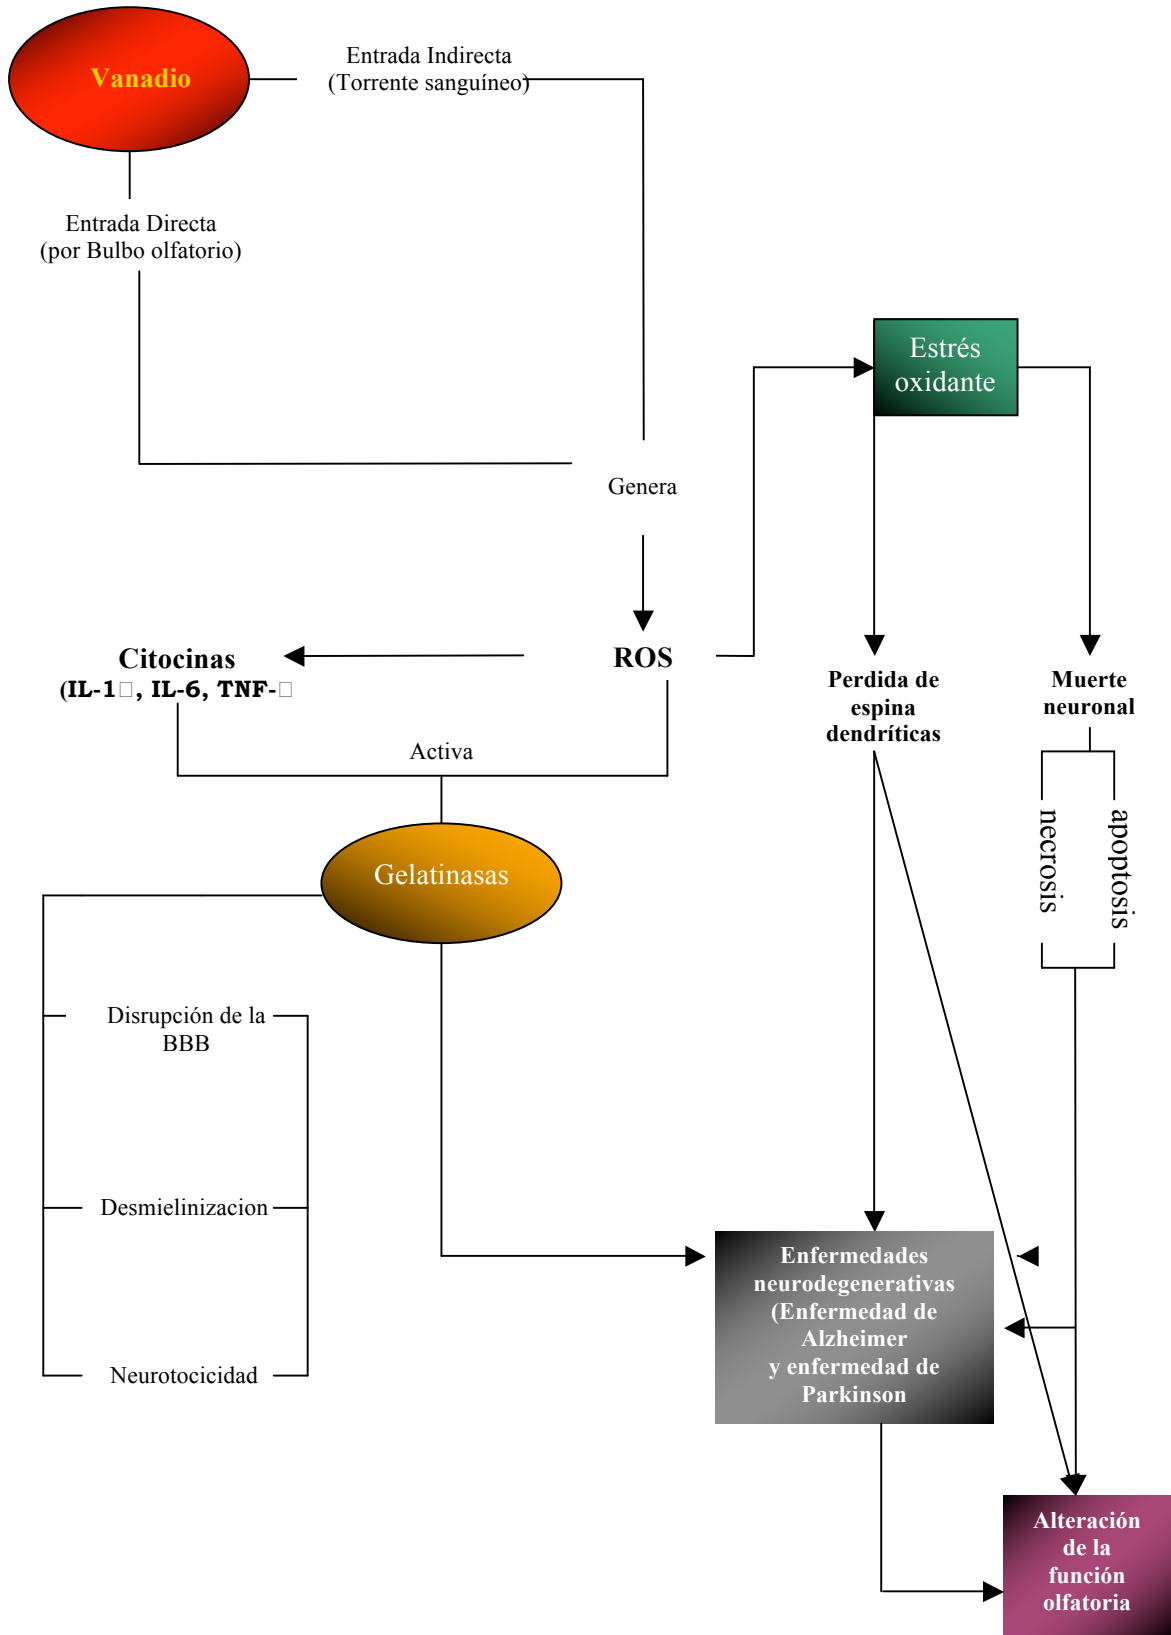 Vanadio
Entrada Indirecta
(Torrente sanguíneo)
Entrada Directa
(por Bulbo olfatorio)
Estrés
oxidante
Genera
ROS
Citocinas
(IL-1□, IL-6, TNF-□
Perdida de
espina
dendríticas
Muerte
neuronal
Activa
necrosis
apoptosis
Gelatinasas
Disrupción de la
BBB
Desmielinizacion
Neurotocicidad
Enfermedades
neurodegenerativas
(Enfermedad de
Alzheimer
y enfermedad de
Parkinson
Alteración
de la
función
olfatoria